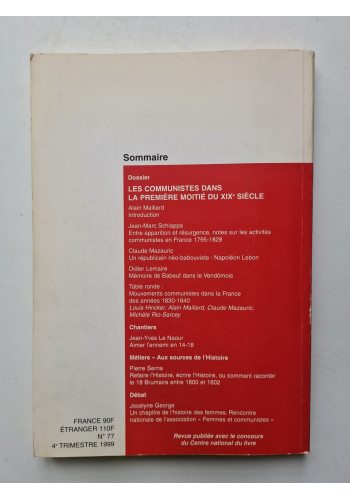 Sommaire
Dossier
LES COMMUNISTES DANS
LA PREMIÈRE MOITIÉ DU XIXᵉ SIÈCLE
Alain Maillard
Introduction
Jean-Marc Schiappa
Entre apparition et résurgence, notes sur les activités
communistes en France 1795-1828
Claude Mazauric
Un républicain néo-babouviste : Napoléon Lebon
Didier Lemaire
Mémoire de Babeuf dans le Vendômois
Table ronde :
Mouvements communistes dans la France
des années 1830-1840
Louis Hincker, Alain Maillard, Claude Mazauric,
Michèle Riot-Sarcey
Chantiers
Jean-Yves Le Naour
Aimer l'ennemi en 14-18
Métiers – Aux sources de l'Histoire
Pierre Serna
Refaire l'Histoire, écrire l'Histoire, ou comment raconter
le 18 Brumaire entre 1800 et 1802
Débat
Jocelyne George
Un chapitre de l'histoire des femmes. Rencontre
nationale de l'association « Femmes et communistes »
Revue publiée avec le concours
du Centre national du livre
FRANCE 90F
ÉTRANGER 110F
N° 77
4ᵉ TRIMESTRE 1999